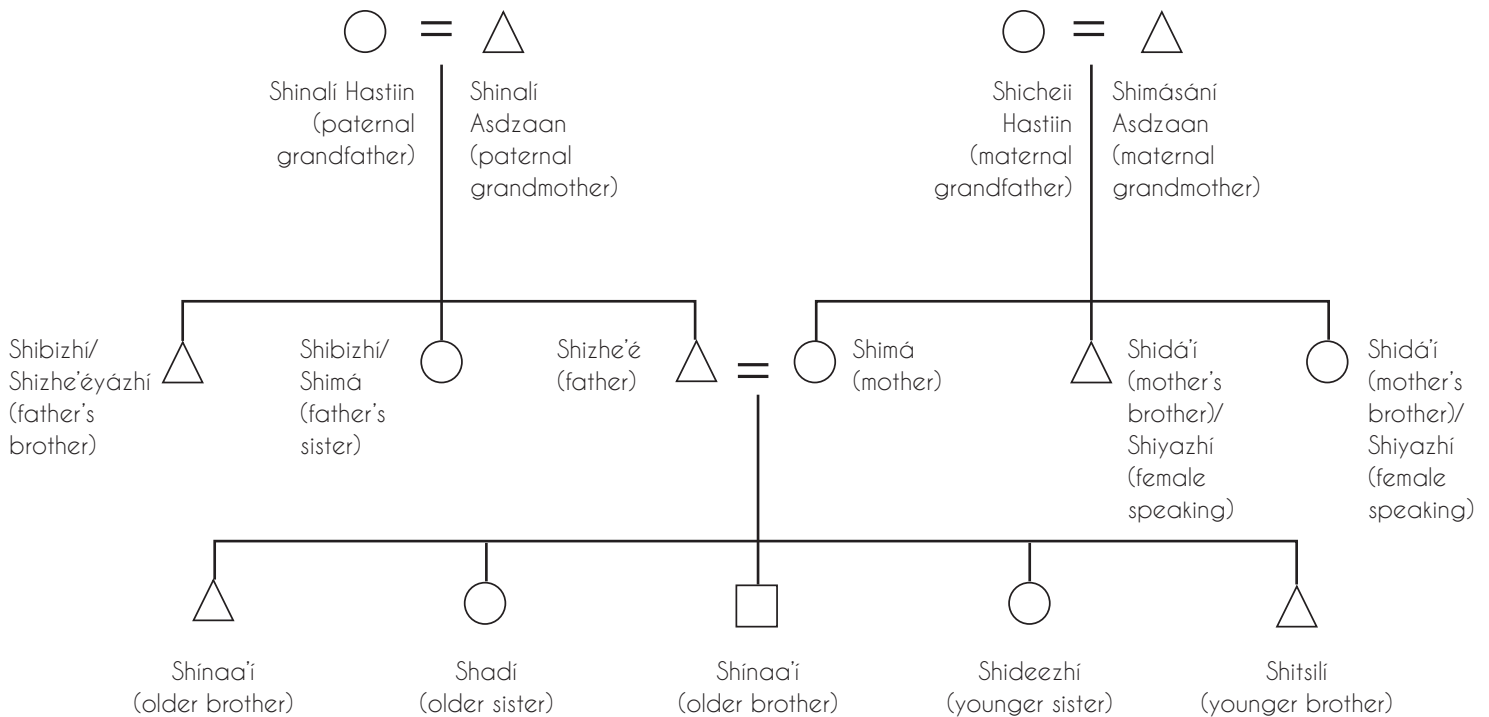 Shinalí Hastiin
(paternal
grandfather)
Shinalí
Asdzaan
(paternal
grandmother)
Shicheii
Hastiin
(maternal
grandfather)
Shimásání
Asdzaan
(maternal
grandmother)
Shibizhí/
Shizhe'éyázhí
(father's
brother)
Shibizhí/
Shimá
(father's
sister)
Shizhe'é
(father)
Shimá
(mother)
Shidá'í
(mother's
brother)/
Shiyazhí
(female
speaking)
Shidá'í
(mother's
brother)/
Shiyazhí
(female
speaking)
Shínaa'í
(older brother)
Shadí
(older sister)
Shínaa'í
(older brother)
Shideezhí
(younger sister)
Shitsilí
(younger brother)